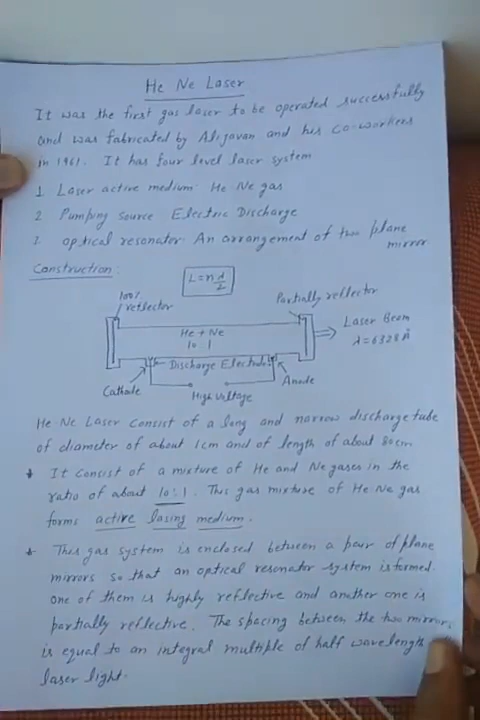 He Ne Laser
It was the first gas laser to be operated successfully
and was fabricated by Ali javan and his Co-workers
in 1961. It has four level laser system
1 Laser active medium: He-Ne gas
2 Pumping source Electric Discharge
optical resonator: An arrangement of two plane
mirror
Construction:
L=nλ/2
100%
reflector
Partially reflector
He + Ne
10 : 1
Laser Beam
λ=6328Å
Discharge Electrode
Cathode
High voltage
Anode
He Ne Laser consist of a long and narrow discharge tube
of diameter of about 1cm and of length of about 80cm
It consist of a mixture of He and Ne gases in the
ratio of about 10:1. This gas mixture of He-Ne gas
forms active lasing medium.
This gas system is enclosed between a pair of plane
mirrors so that an optical resonator system is formed.
one of them is highly reflective and another one is
partially reflective. The spacing between the two mirrors
is equal to an integral multiple of half wavelength
laser light.